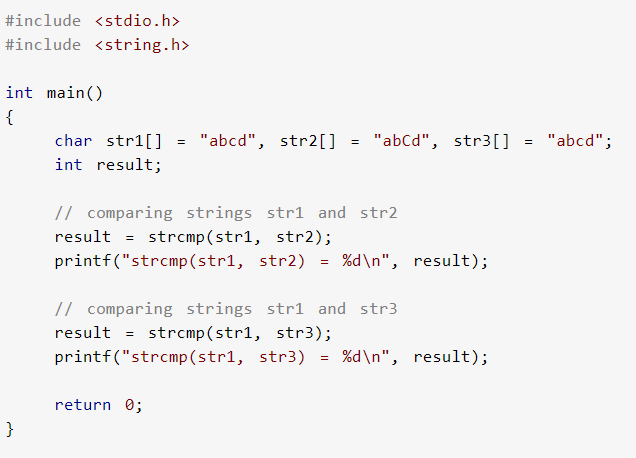 #include <stdio.h>
#include <string.h>

int main()
{
     char str1[] = "abcd", str2[] = "abCd", str3[] = "abcd";
     int result;

     // comparing strings str1 and str2
     result = strcmp(str1, str2);
     printf("strcmp(str1, str2) = %d\n", result);

     // comparing strings str1 and str3
     result = strcmp(str1, str3);
     printf("strcmp(str1, str3) = %d\n", result);

     return 0;
}